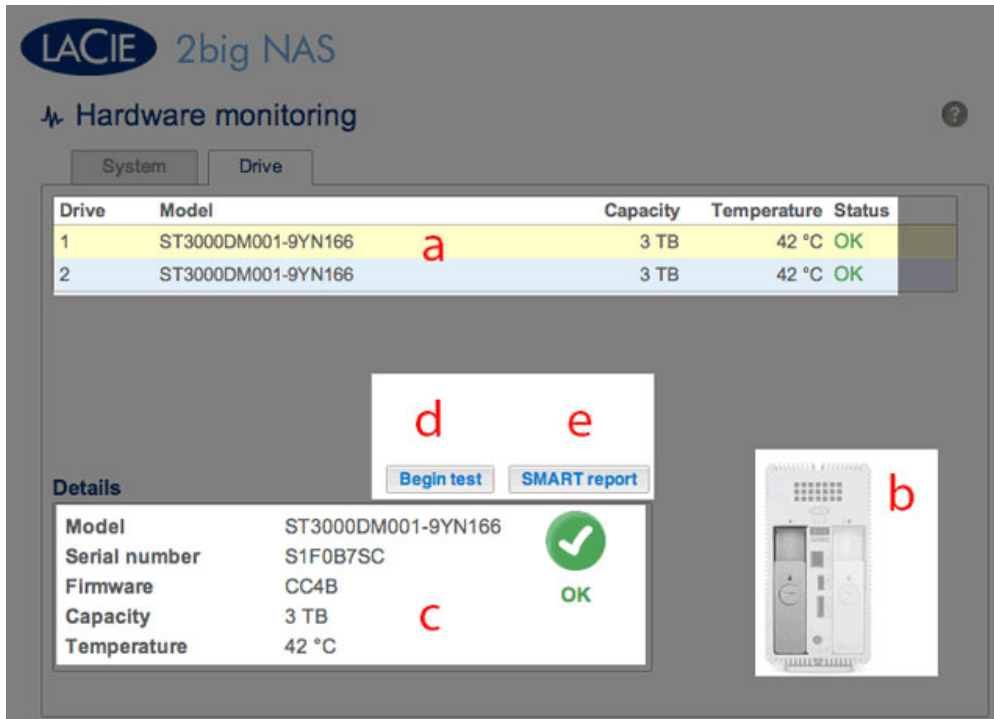 LACIE 2big NAS
Hardware monitoring ?
System Drive
Drive Model Capacity Temperature Status
1 ST3000DM001-9YN166 3 TB 42 °C OK
a
2 ST3000DM001-9YN166 3 TB 42 °C OK
d e
Begin test SMART report
b
Details
Model ST3000DM001-9YN166
Serial number S1F0B7SC
Firmware CC4B
OK
Capacity 3 TB
c
Temperature 42 °C